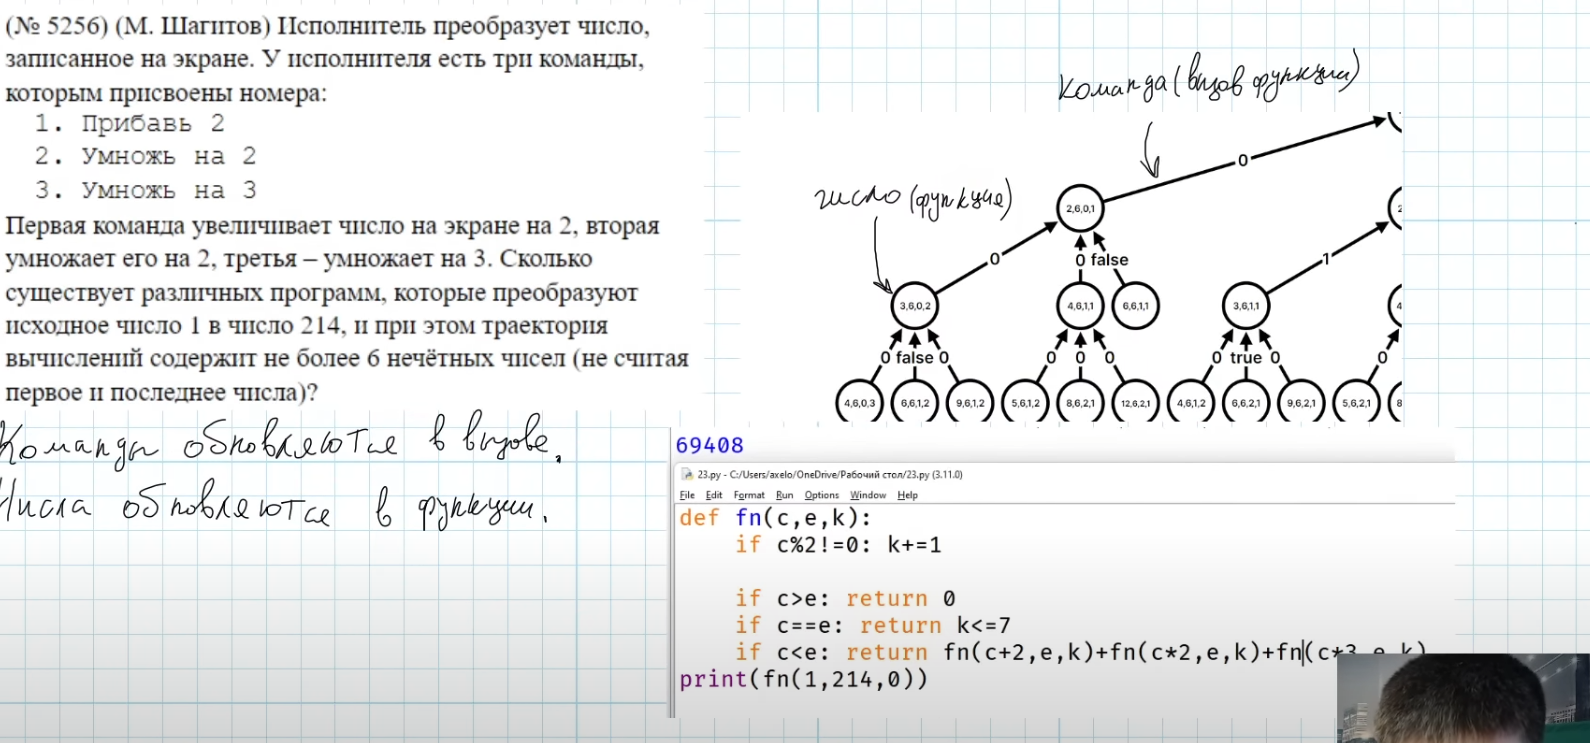 (№ 5256) (М. Шагитов) Исполнитель преобразует число,
записанное на экране. У исполнителя есть три команды,
которым присвоены номера:
1. Прибавь 2
2. Умножь на 2
3. Умножь на 3
Первая команда увеличивает число на экране на 2, вторая
умножает его на 2, третья – умножает на 3. Сколько
существует различных программ, которые преобразуют
исходное число 1 в число 214, и при этом траектория
вычислений содержит не более 6 нечётных чисел (не считая
первое и последнее числа)?
Команды обновляются в вызове.
Числа обновляются в функции.
команда (вызов функции)
число (функция)
0
2,6,0,1
0
0 false
1
3,6,0,2
4,6,1,1
6,6,1,1
3,6,1,1
0 false 0
0 0 0
0 true 0
0
4,6,0,3
6,6,1,2
9,6,1,2
5,6,1,2
8,6,2,1
12,6,2,1
4,6,1,2
6,6,2,1
9,6,2,1
5,6,2,1
69408
23.py - C:/Users/axelo/OneDrive/Рабочий стол/23.py (3.11.0)
File Edit Format Run Options Window Help
def fn(c,e,k):
if c%2!=0: k+=1
if c>e: return 0
if c==e: return k<=7
if c<e: return fn(c+2,e,k)+fn(c*2,e,k)+fn(c*3,e,k)
print(fn(1,214,0))